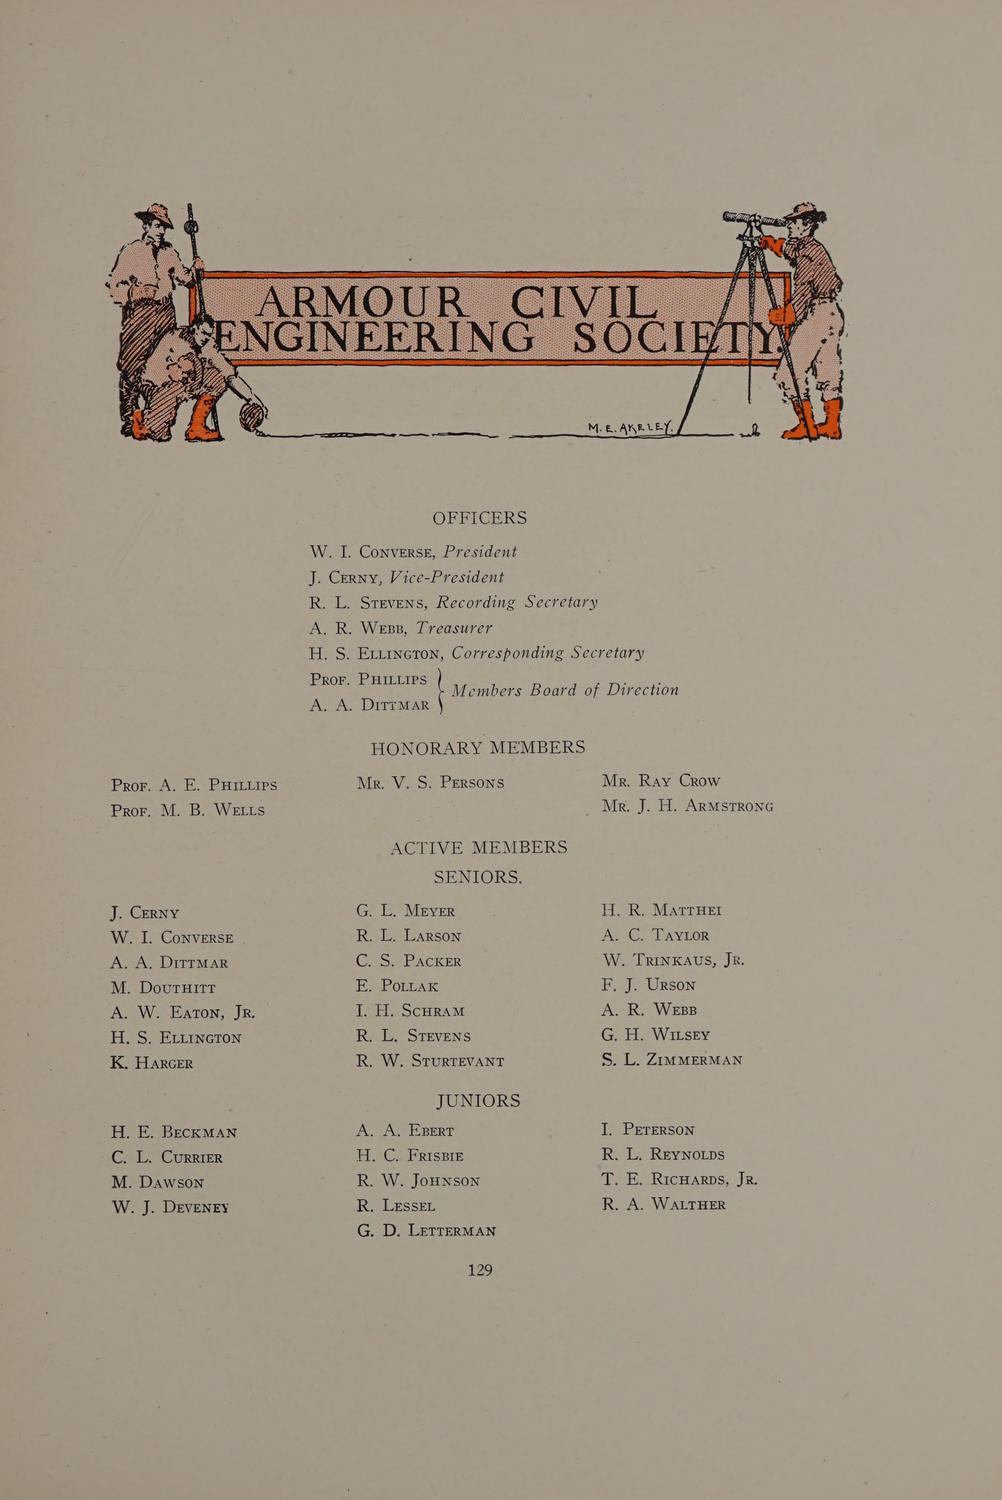 ARMOUR CIVIL
ENGINEERING SOCIETY.
M. E. AKELEY.
OFFICERS
W. I. CONVERSE, President
J. CERNY, Vice-President
R. L. STEVENS, Recording Secretary
A. R. WEBB, Treasurer
H. S. ELLINGTON, Corresponding Secretary
PROF. PHILLIPS
A. A. DITTMAR } Members Board of Direction
HONORARY MEMBERS
PROF. A. E. PHILLIPS
PROF. M. B. WELLS
MR. V. S. PERSONS
MR. RAY CROW
MR. J. H. ARMSTRONG
ACTIVE MEMBERS
SENIORS.
J. CERNY
W. I. CONVERSE
A. A. DITTMAR
M. DOUTHITT
A. W. EATON, JR.
H. S. ELLINGTON
K. HARGER
G. L. MEYER
R. L. LARSON
C. S. PACKER
E. POLLAK
I. H. SCHRAM
R. L. STEVENS
R. W. STURTEVANT
H. R. MATTHEI
A. C. TAYLOR
W. TRINKAUS, JR.
F. J. URSON
A. R. WEBB
G. H. WILSEY
S. L. ZIMMERMAN
JUNIORS
H. E. BECKMAN
C. L. CURRIER
M. DAWSON
W. J. DEVENEY
A. A. EBERT
H. C. FRISBIE
R. W. JOHNSON
R. LESSEL
G. D. LETTERMAN
I. PETERSON
R. L. REYNOLDS
T. E. RICHARDS, JR.
R. A. WALTHER
129